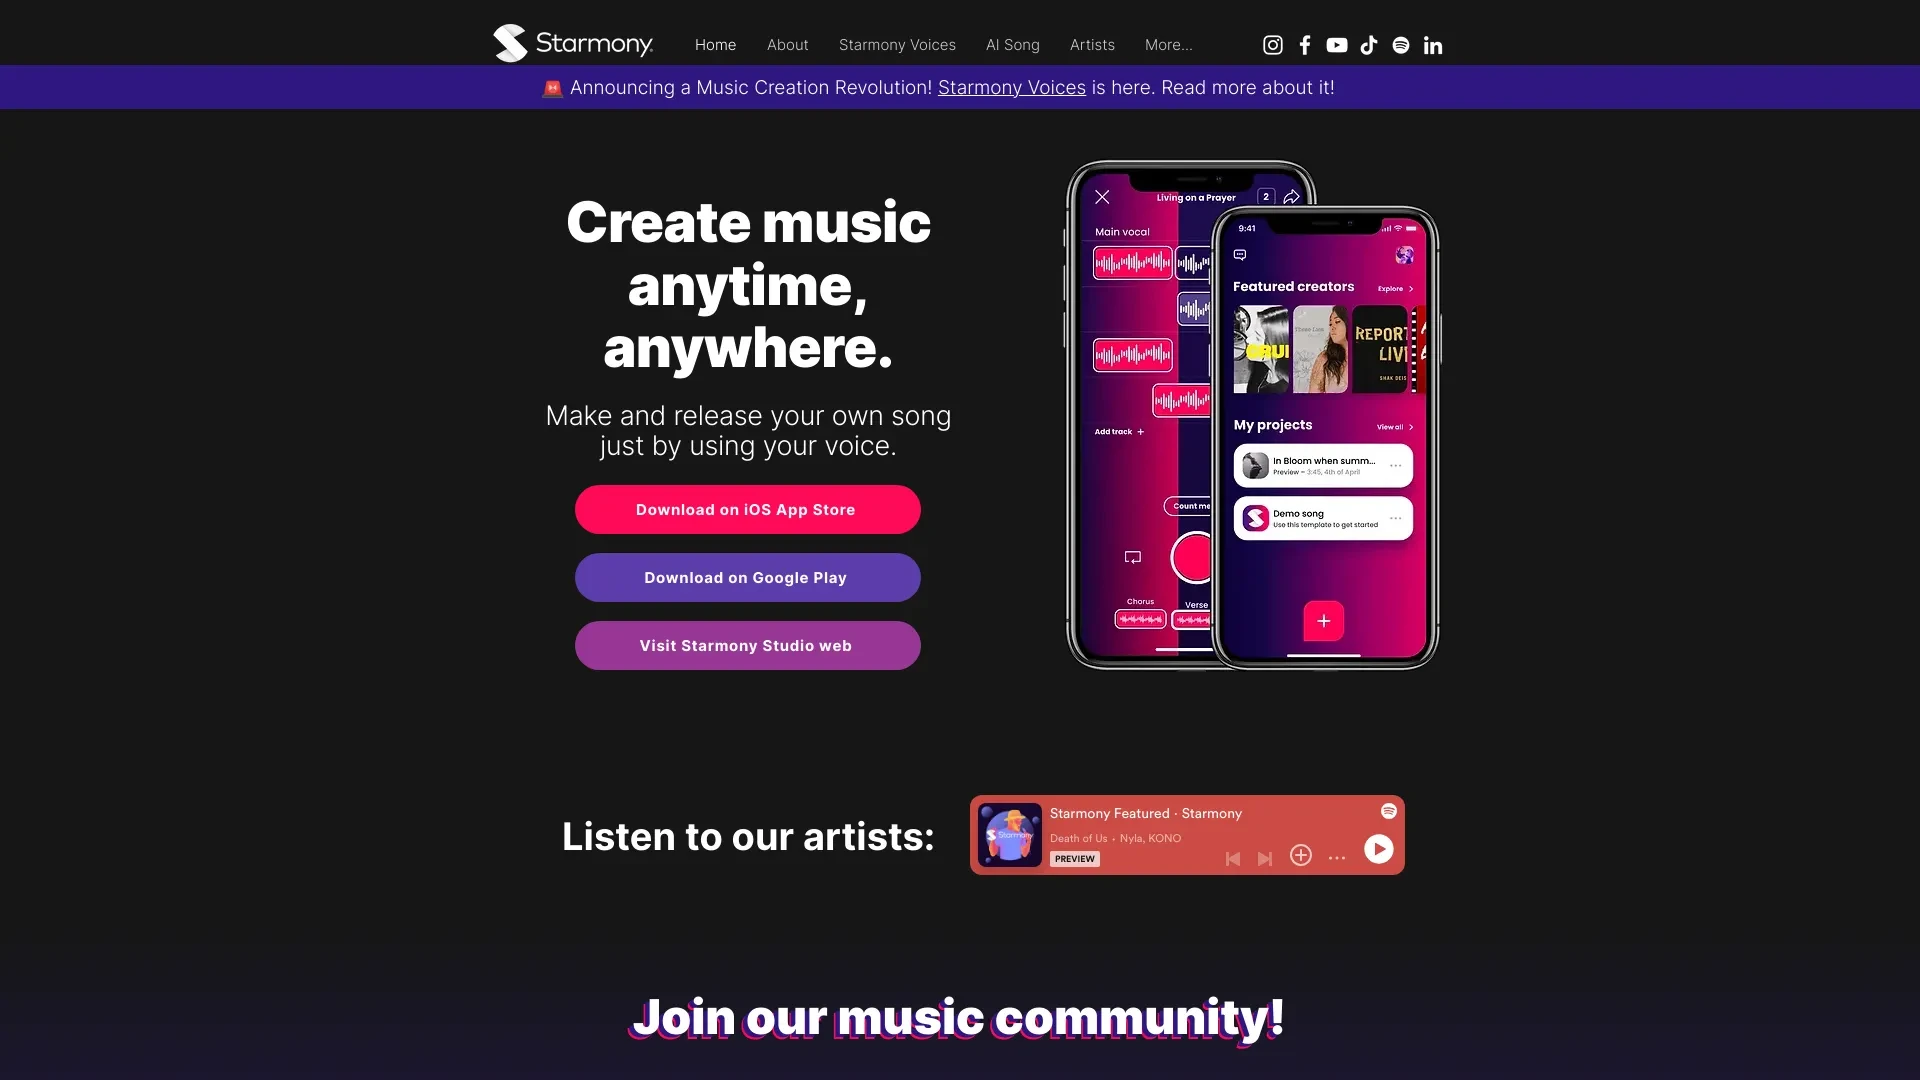 Starmony
Home
About
Starmony Voices
AI Song
Artists
More...
🚨 Announcing a Music Creation Revolution! Starmony Voices is here. Read more about it!
Create music
anytime,
anywhere.
Make and release your own song
just by using your voice.
Download on iOS App Store
Download on Google Play
Visit Starmony Studio web
Living on a Prayer
2
Main vocal
Add track +
Count me
Chorus
Verse
9:41
Featured creators
Explore >
REPORT
LIV
SHAK DEIS
My projects
View all >
In Bloom when summ...
Preview – 3:45, 4th of April
Demo song
Use this template to get started
+
Listen to our artists:
Starmony
Starmony Featured · Starmony
Death of Us • Nyla, KONO
PREVIEW
Join our music community!